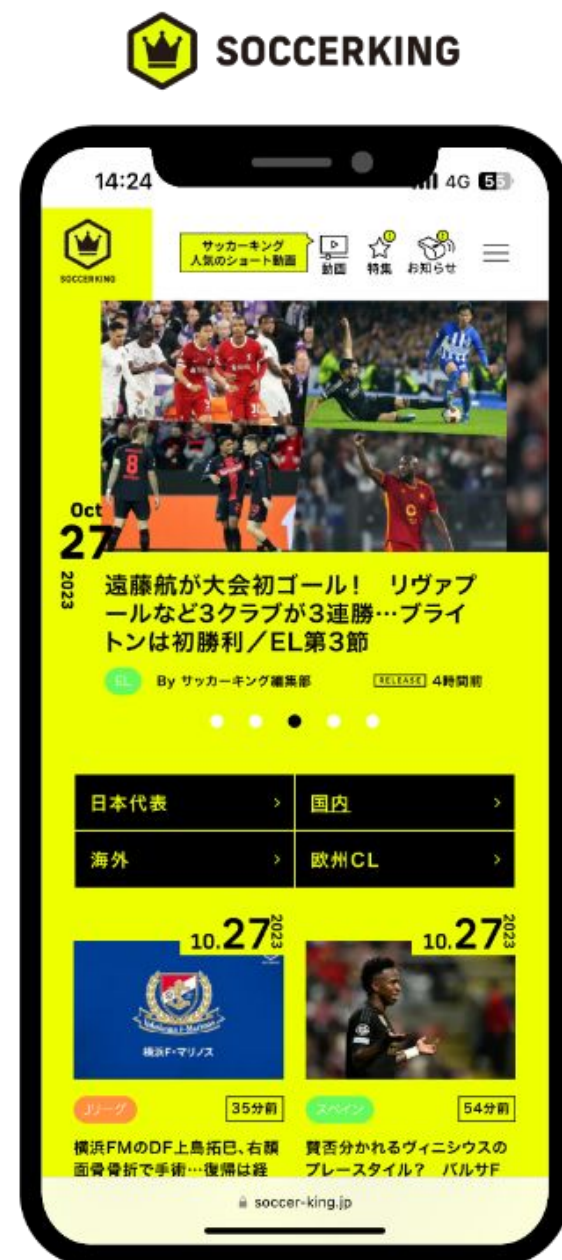 SOCCERKING
14:24
4G 55
SOCCERKING
サッカーキング
人気のショート動画
動画
特集
お知らせ
Oct
27
2023
遠藤航が大会初ゴール！　リヴァプ
ールなど3クラブが3連勝…ブライ
トンは初勝利／EL第3節
EL
By サッカーキング編集部
RELEASE 4時間前
日本代表
国内
海外
欧州CL
10.27 2023
横浜F・マリノス
Jリーグ
35分前
横浜FMのDF上島拓巳、右顔
面骨骨折で手術…復帰は経
10.27 2023
スペイン
54分前
賛否分かれるヴィニシウスの
プレースタイル？　バルサF
soccer-king.jp